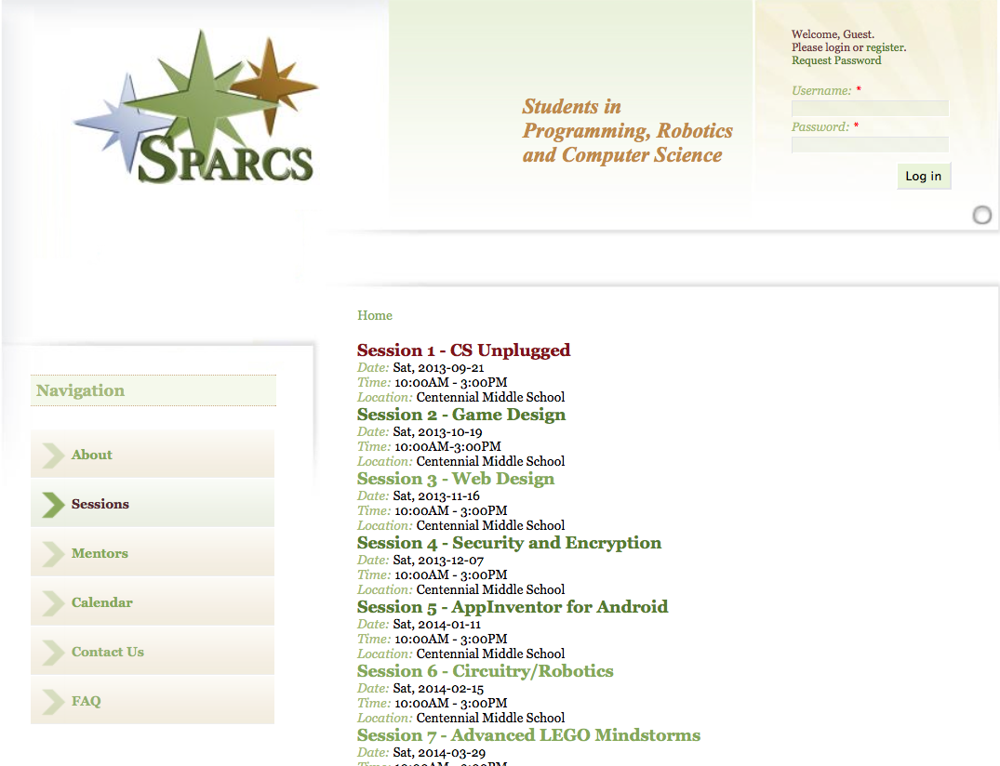 SPARCS
Students in
Programming, Robotics
and Computer Science
Welcome, Guest.
Please login or register.
Request Password
Username: *
Password: *
Log in
Navigation
About
Sessions
Mentors
Calendar
Contact Us
FAQ
Home
Session 1 - CS Unplugged
Date: Sat, 2013-09-21
Time: 10:00AM - 3:00PM
Location: Centennial Middle School
Session 2 - Game Design
Date: Sat, 2013-10-19
Time: 10:00AM-3:00PM
Location: Centennial Middle School
Session 3 - Web Design
Date: Sat, 2013-11-16
Time: 10:00AM - 3:00PM
Location: Centennial Middle School
Session 4 - Security and Encryption
Date: Sat, 2013-12-07
Time: 10:00AM - 3:00PM
Location: Centennial Middle School
Session 5 - AppInventor for Android
Date: Sat, 2014-01-11
Time: 10:00AM - 3:00PM
Location: Centennial Middle School
Session 6 - Circuitry/Robotics
Date: Sat, 2014-02-15
Time: 10:00AM - 3:00PM
Location: Centennial Middle School
Session 7 - Advanced LEGO Mindstorms
Date: Sat, 2014-03-29
Time: 10:00AM - 3:00PM